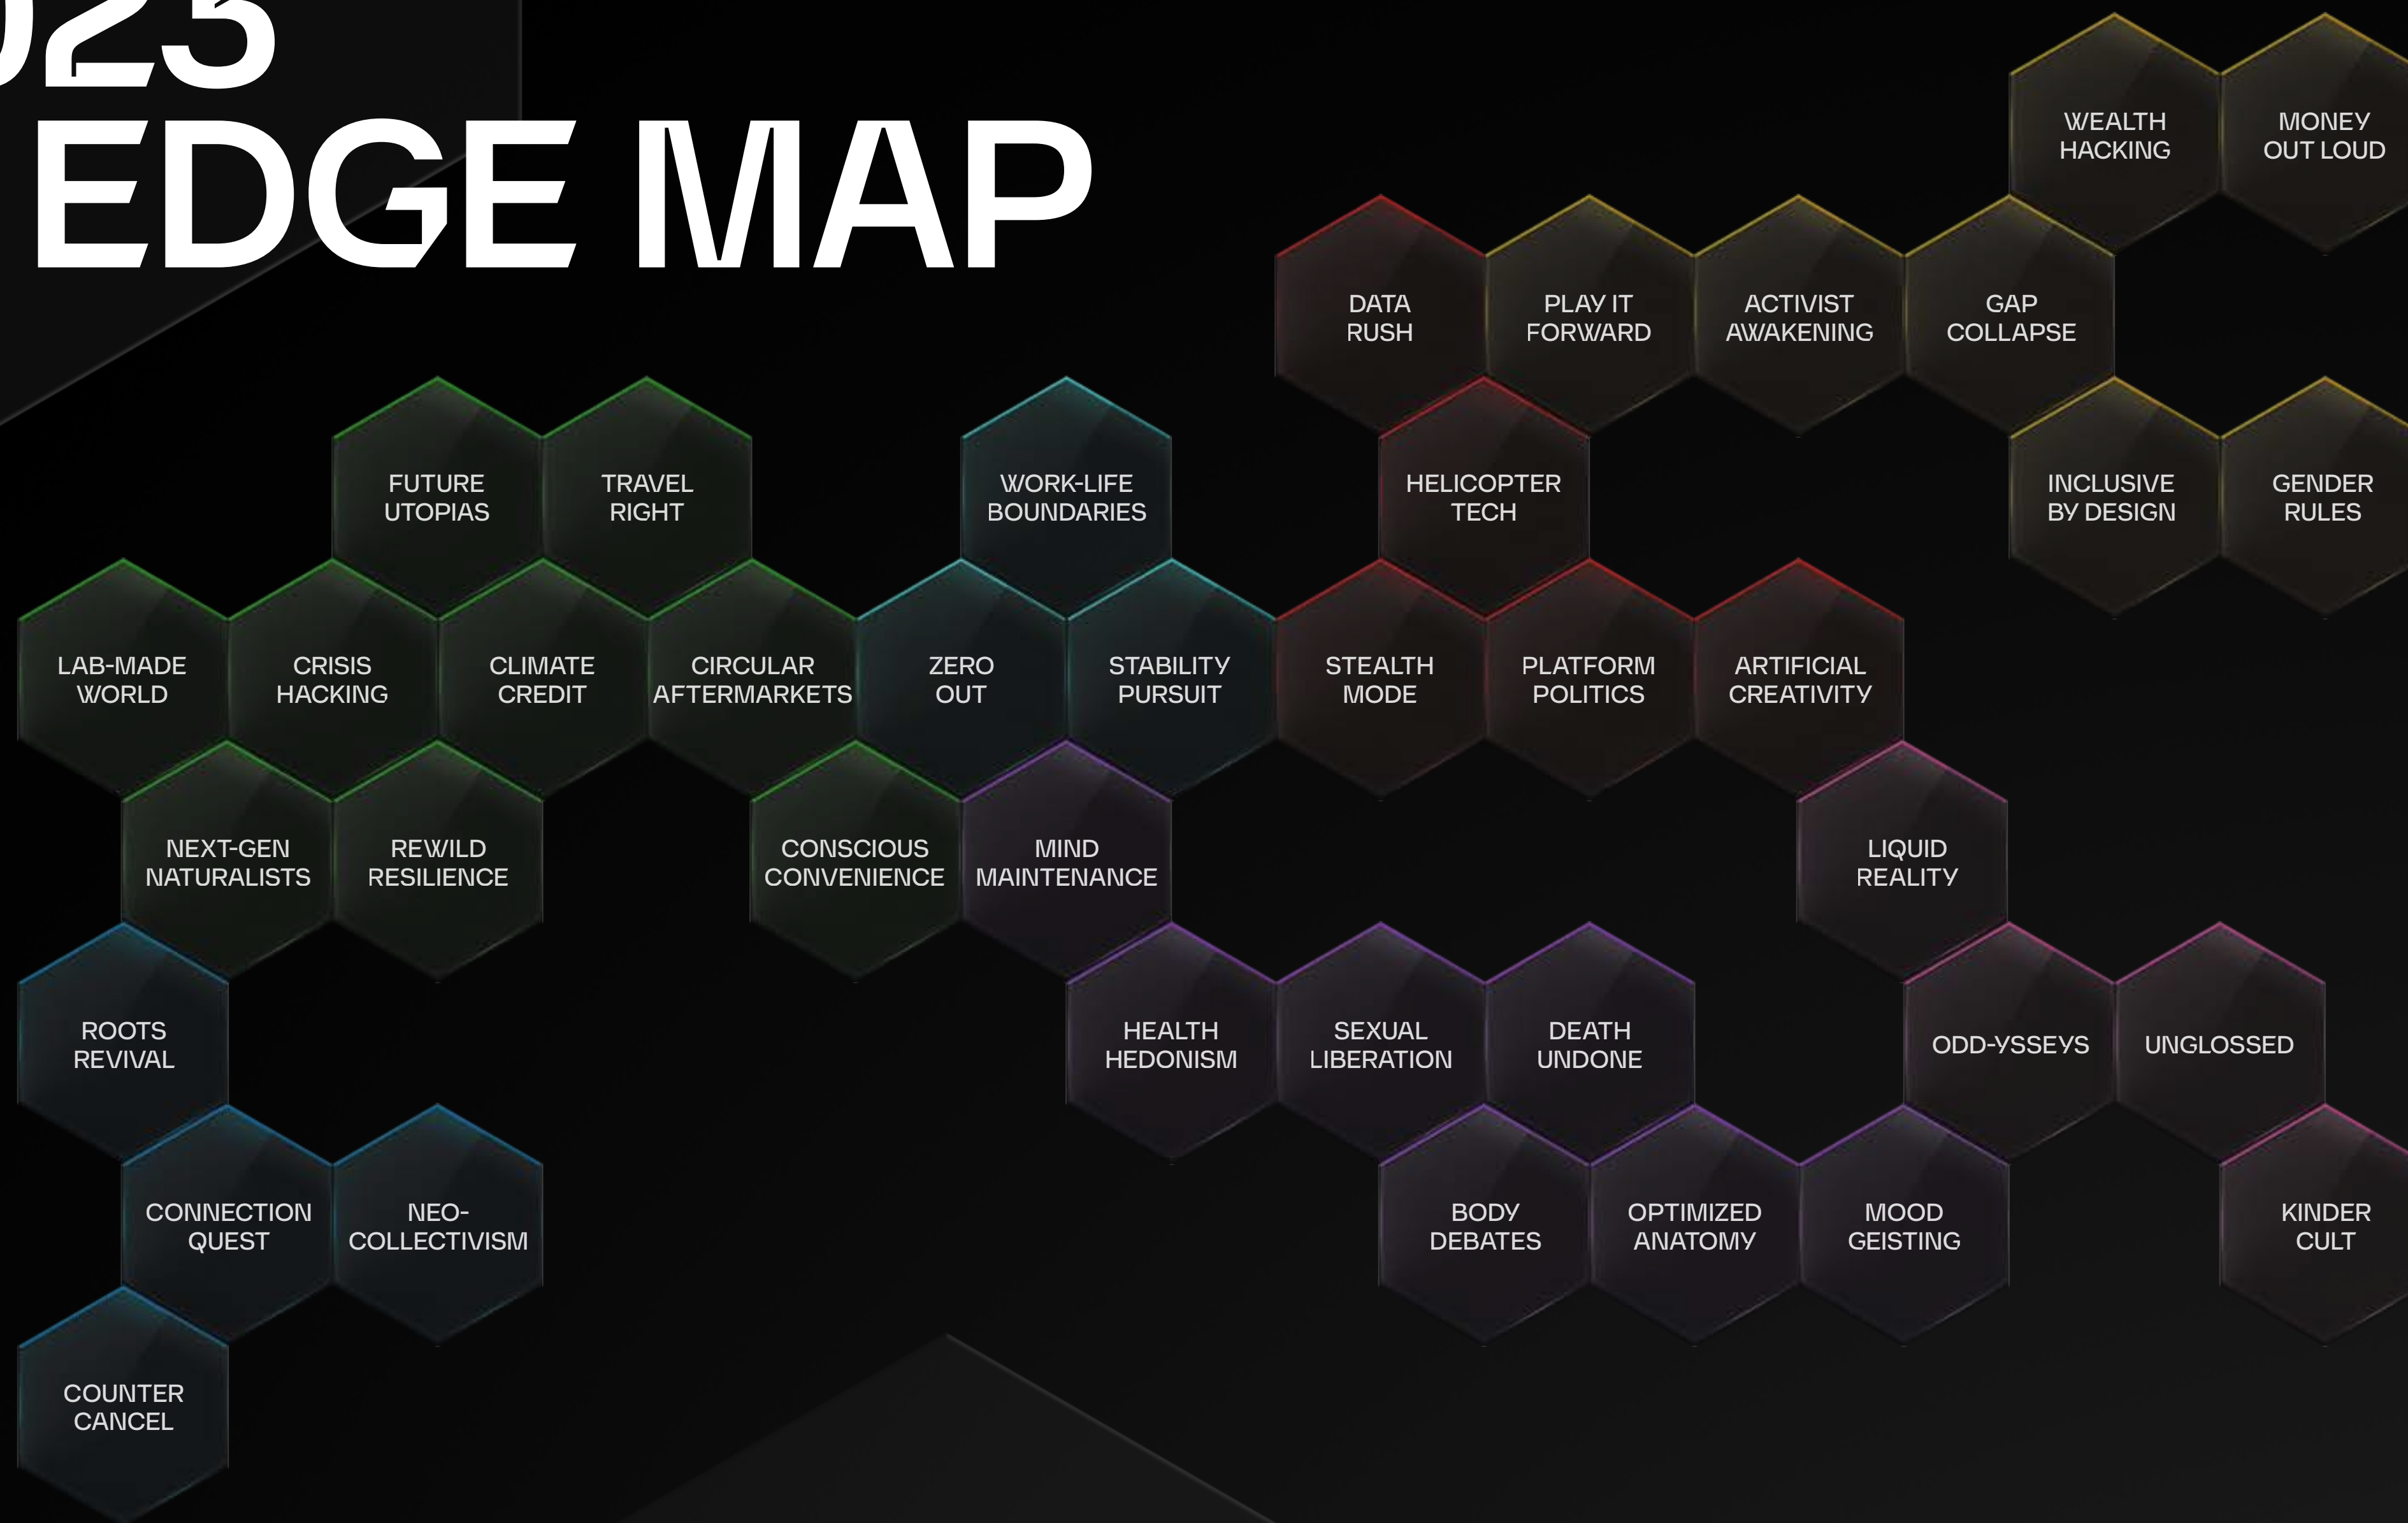 023
EDGE MAP
WEALTH
HACKING
MONEY
OUT LOUD
DATA
RUSH
PLAY IT
FORWARD
ACTIVIST
AWAKENING
GAP
COLLAPSE
FUTURE
UTOPIAS
TRAVEL
RIGHT
WORK-LIFE
BOUNDARIES
HELICOPTER
TECH
INCLUSIVE
BY DESIGN
GENDER
RULES
LAB-MADE
WORLD
CRISIS
HACKING
CLIMATE
CREDIT
CIRCULAR
AFTERMARKETS
ZERO
OUT
STABILITY
PURSUIT
STEALTH
MODE
PLATFORM
POLITICS
ARTIFICIAL
CREATIVITY
NEXT-GEN
NATURALISTS
REWILD
RESILIENCE
CONSCIOUS
CONVENIENCE
MIND
MAINTENANCE
LIQUID
REALITY
ROOTS
REVIVAL
HEALTH
HEDONISM
SEXUAL
LIBERATION
DEATH
UNDONE
ODD-YSSEYS
UNGLOSSED
CONNECTION
QUEST
NEO-
COLLECTIVISM
BODY
DEBATES
OPTIMIZED
ANATOMY
MOOD
GEISTING
KINDER
CULT
COUNTER
CANCEL